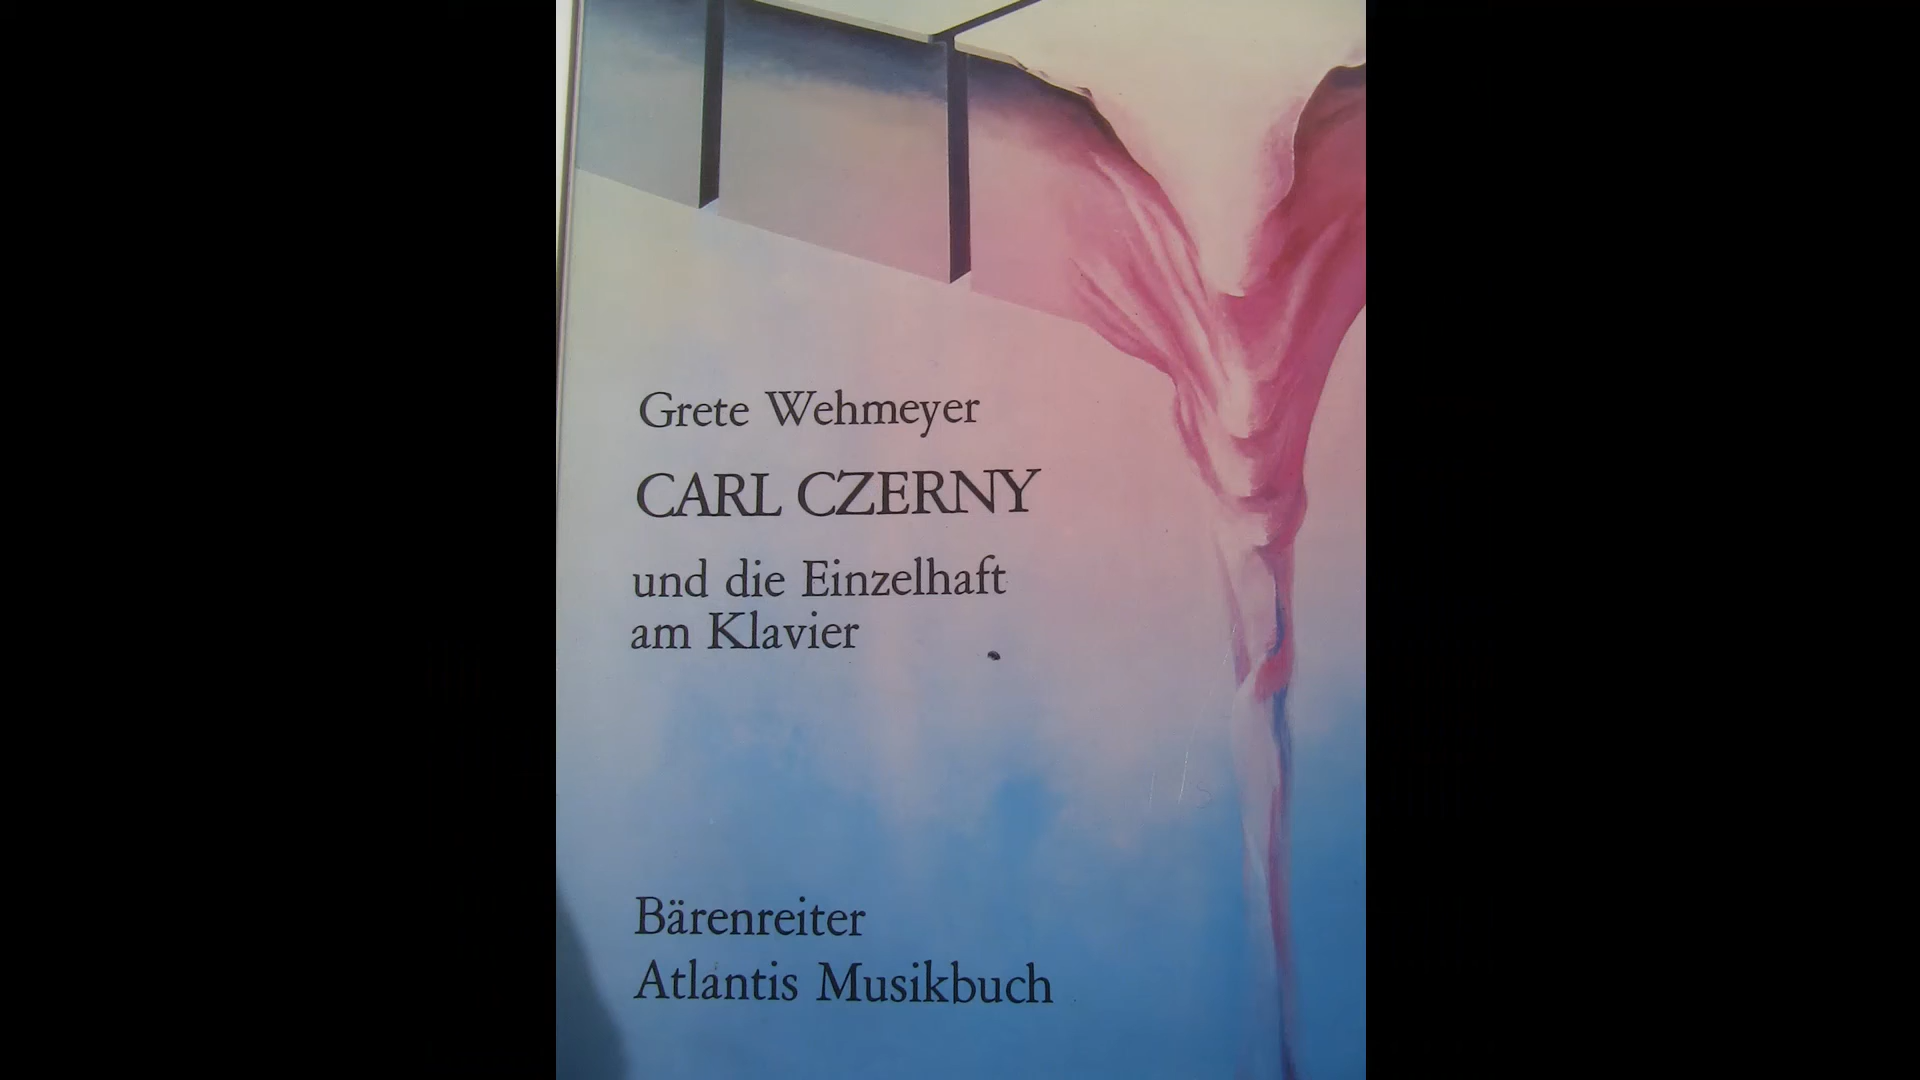 Grete Wehmeyer
CARL CZERNY
und die Einzelhaft
am Klavier
Bärenreiter
Atlantis Musikbuch